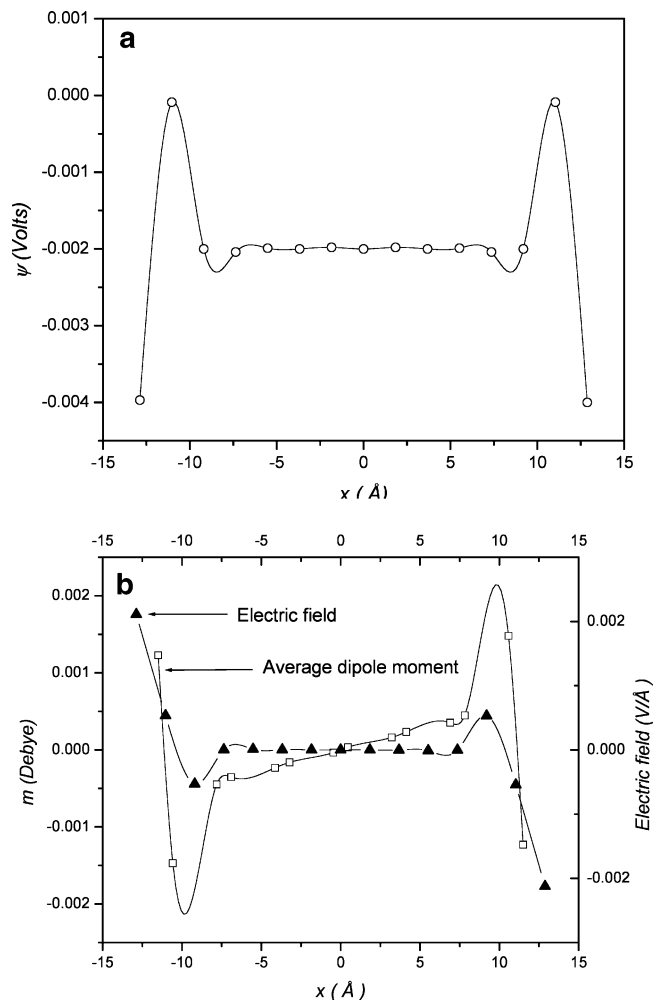 a
0.001
0.000
-0.001
-0.002
-0.003
-0.004
ψ (Volts)
-15 -10 -5 0 5 10 15
x ( Å)
-15 -10 -5 0 5 10 15
b
0.002
0.001
0.000
-0.001
-0.002
m (Debye)
Electric field
Average dipole moment
0.002
0.000
-0.002
Electric field (V/Å )
-15 -10 -5 0 5 10 15
x ( Å )